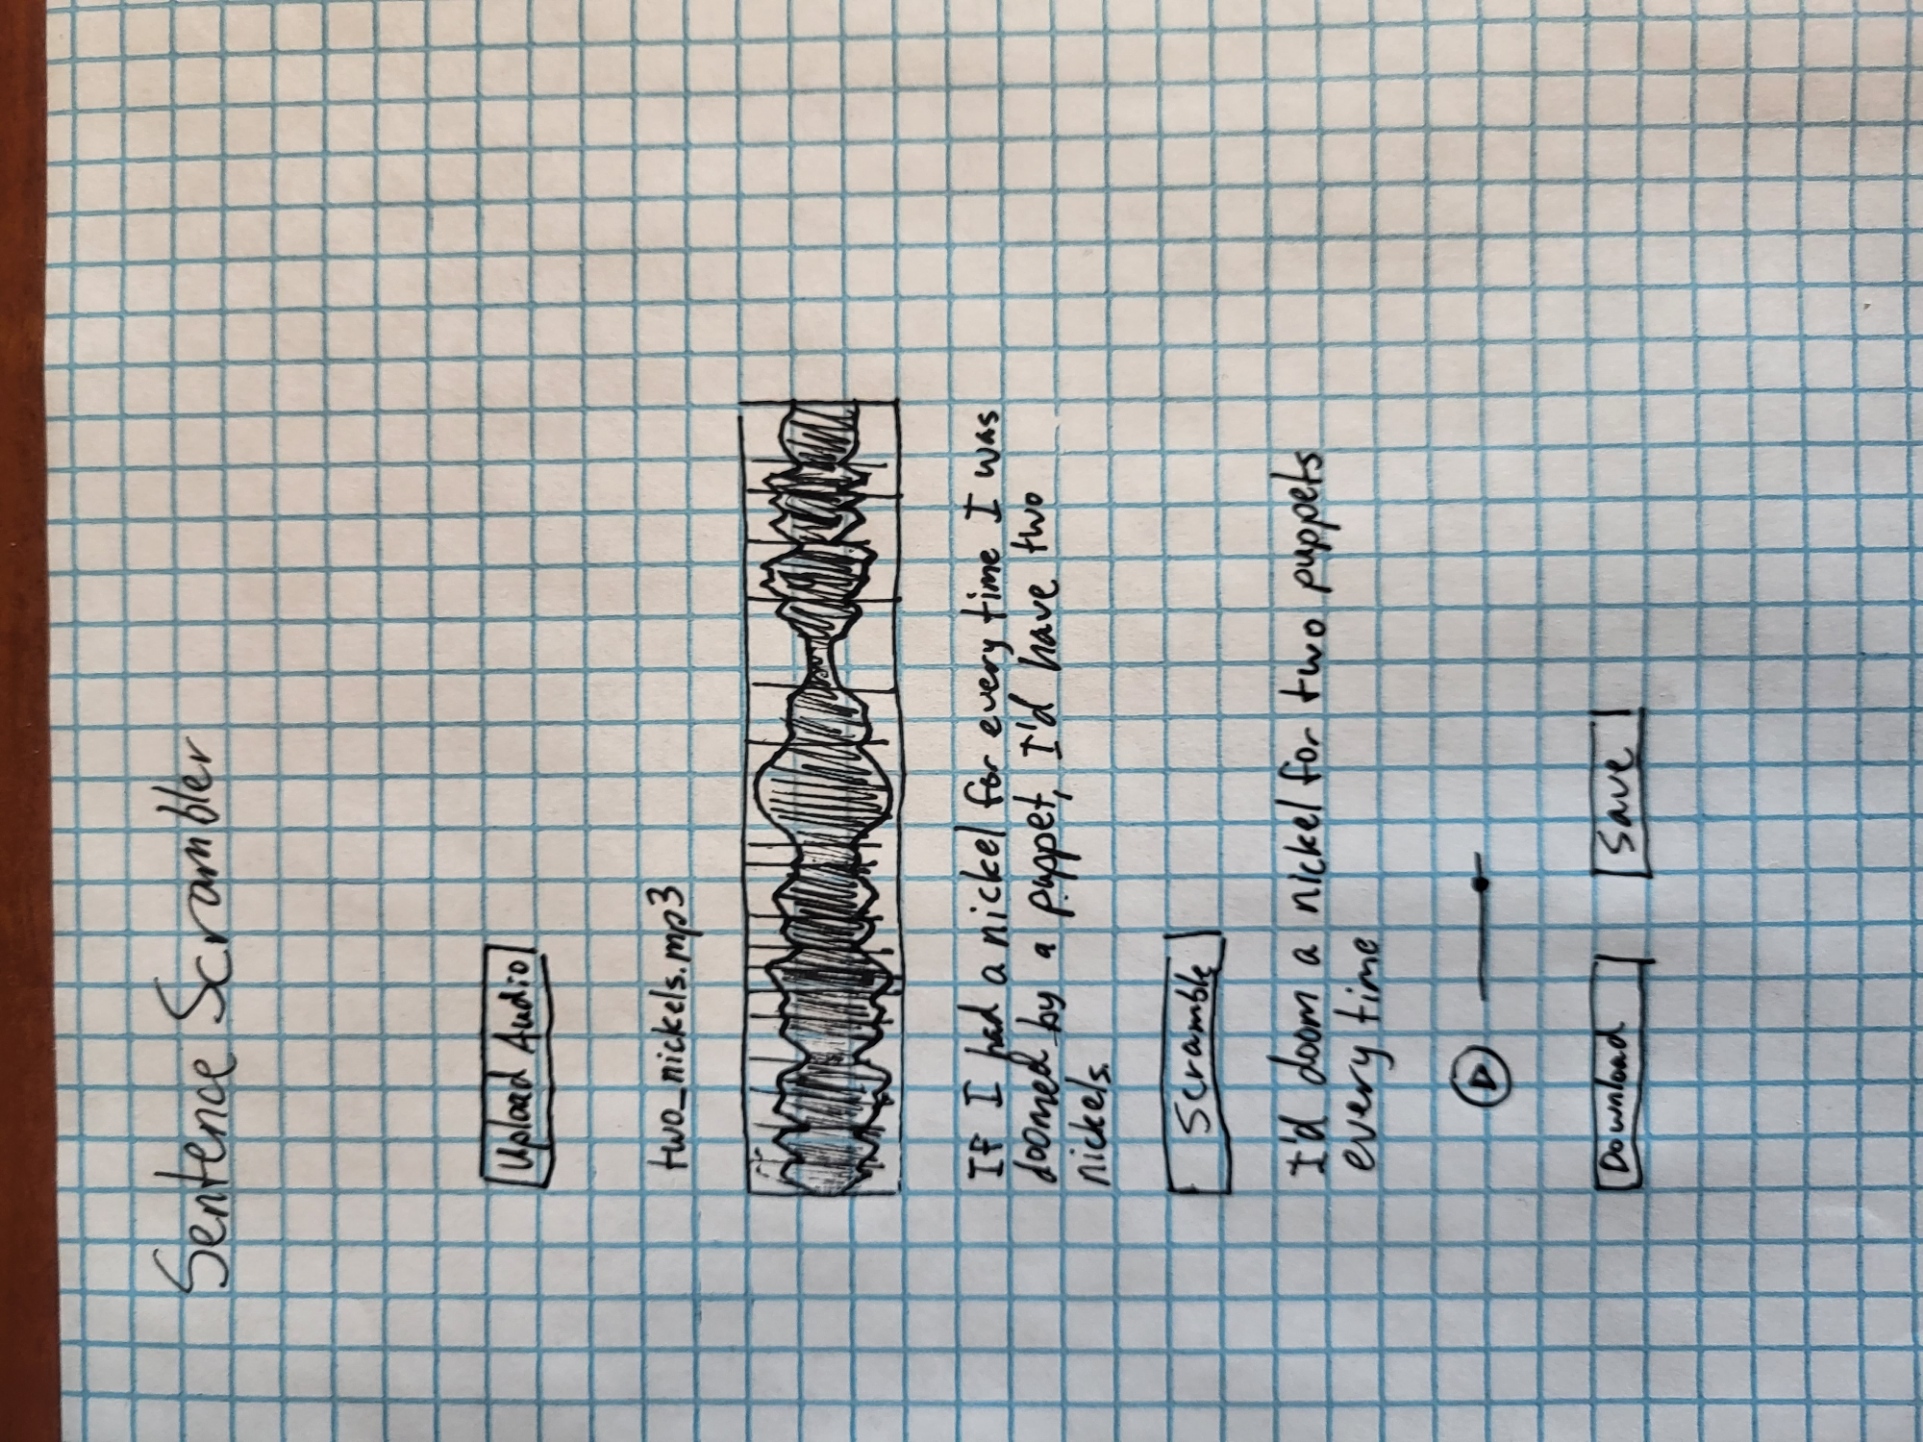 Sentence Scrambler
Upload Audio
two_nickels.mp3
If I had a nickel for every time I was
doomed by a puppet, I'd have two
nickels.
Scramble
I'd doom a nickel for two puppets
every time
Download Save